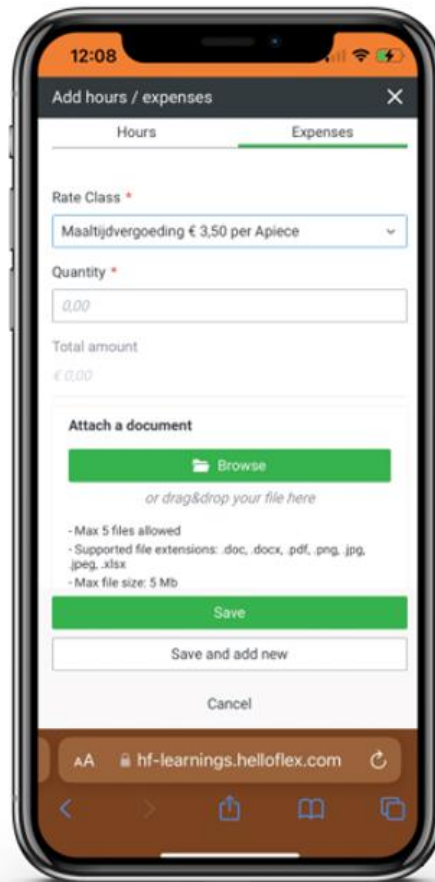 12:08
Add hours / expenses
Hours Expenses
Rate Class *
Maaltijdvergoeding € 3,50 per Apiece
Quantity *
0,00
Total amount
€ 0,00
Attach a document
Browse
or drag&drop your file here
- Max 5 files allowed
- Supported file extensions: .doc, .docx, .pdf, .png, .jpg,
.jpeg, .xlsx
- Max file size: 5 Mb
Save
Save and add new
Cancel
AA hf-learnings.helloflex.com